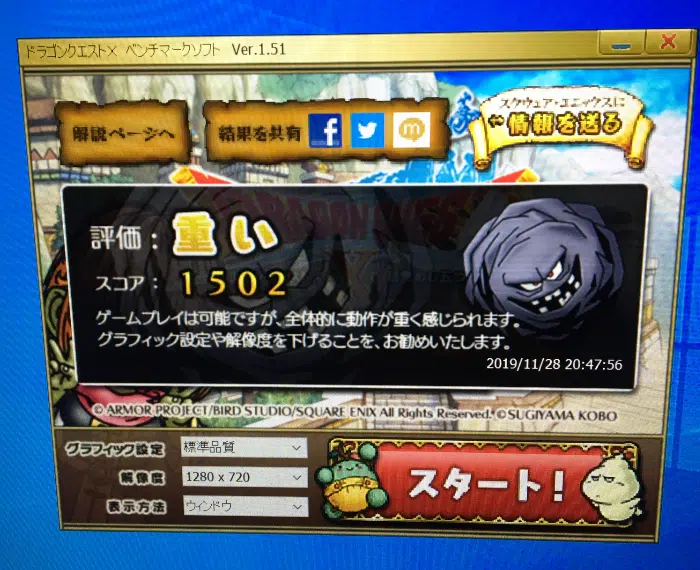 ドラゴンクエストX ベンチマークソフト Ver.1.51
解説ページへ
結果を共有
スクウェア・エニックスに
情報を送る
評価：重い
スコア：1502
ゲームプレイは可能ですが、全体的に動作が重く感じられます。
グラフィック設定や解像度を下げることを、お勧めいたします。
2019/11/28 20:47:56
© ARMOR PROJECT/BIRD STUDIO/SQUARE ENIX All Rights Reserved. ©SUGIYAMA KOBO
グラフィック設定 標準品質
解像度 1280 x 720
表示方法 ウィンドウ
スタート！